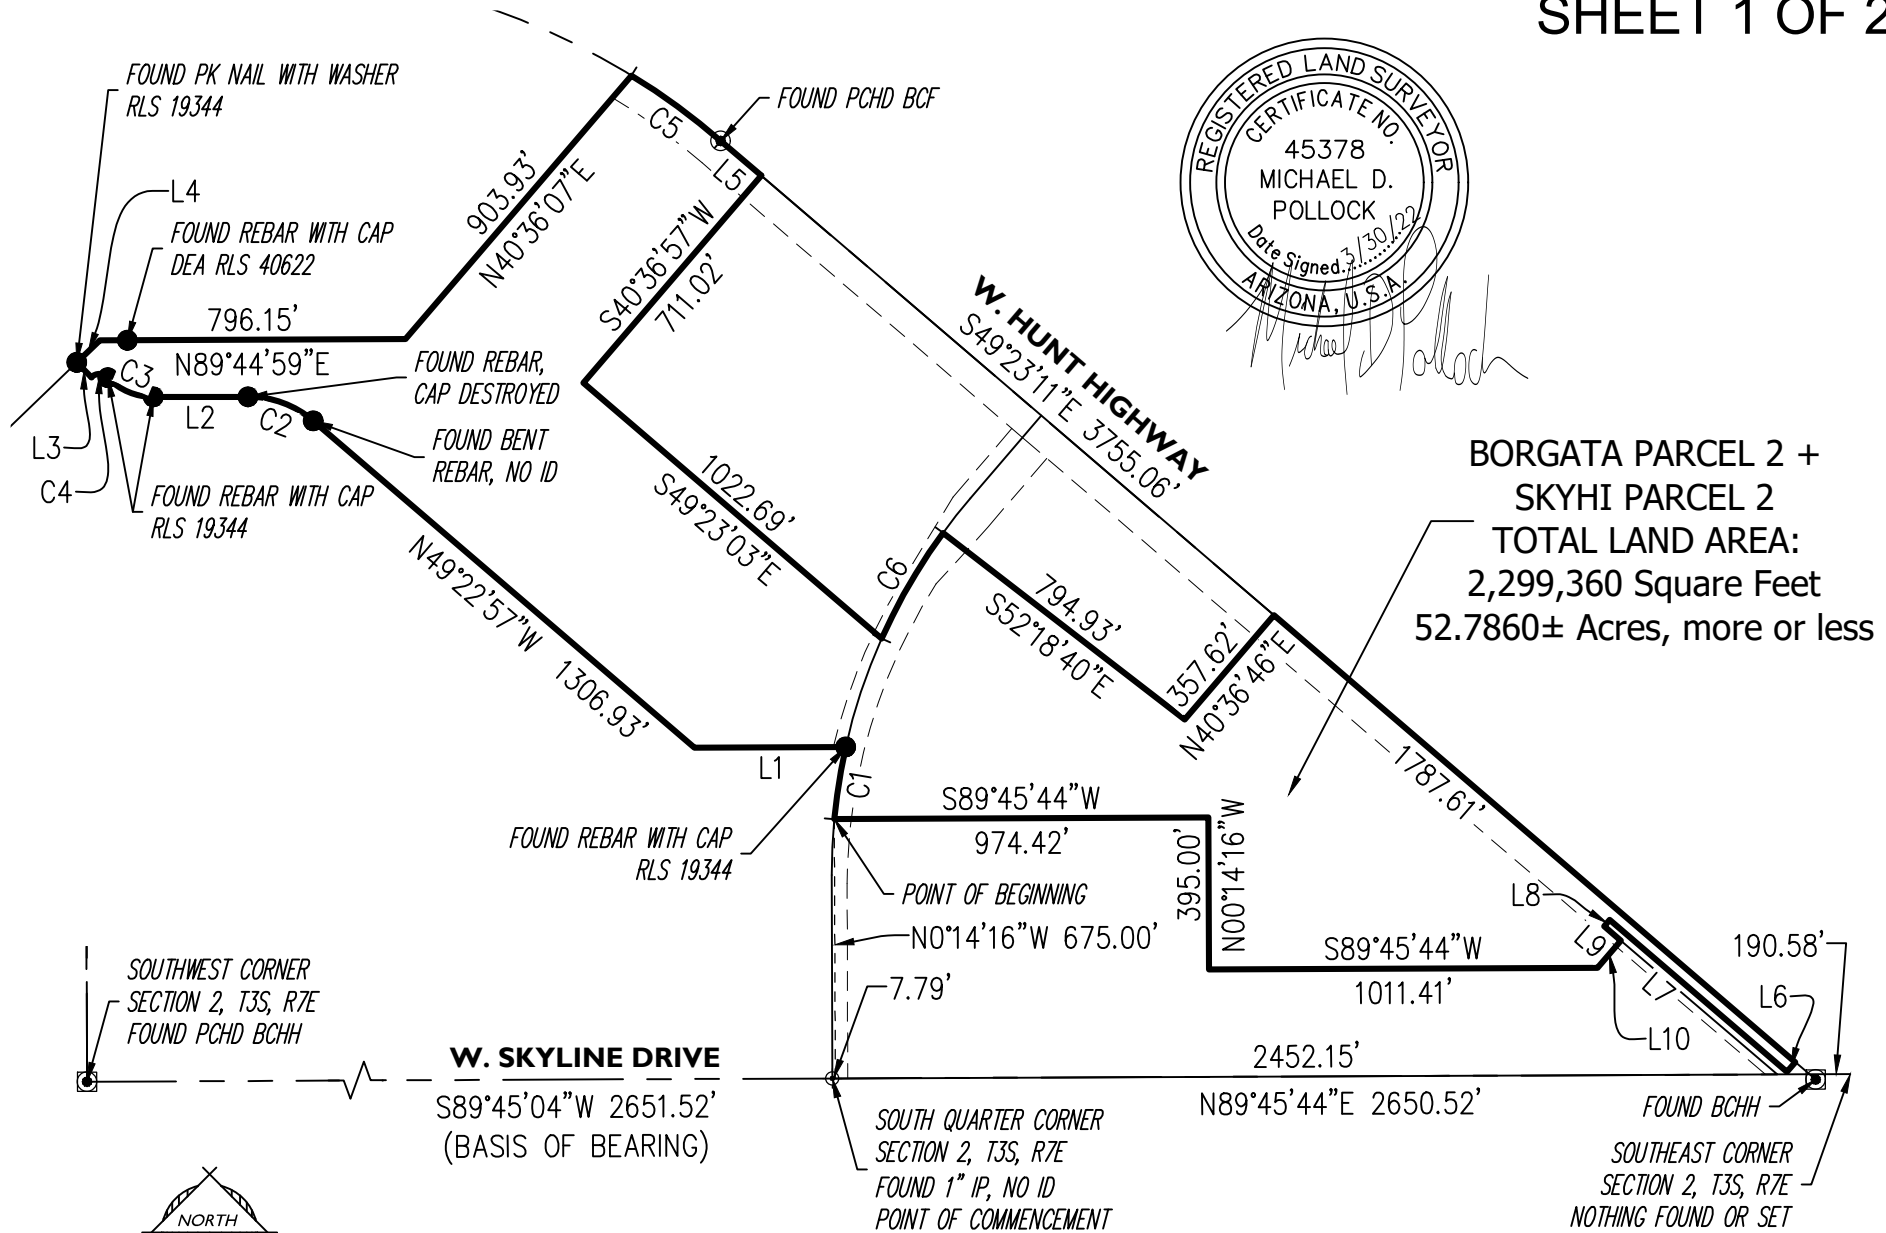 SHEET 1 OF 2
FOUND PK NAIL WITH WASHER
RLS 19344
L4
FOUND REBAR WITH CAP
DEA RLS 40622
796.15'
N89°44'59"E
903.93'
N40°36'07"E
C5
FOUND PCHD BCF
L5
S40°36'57"W
711.02'
REGISTERED LAND SURVEYOR
CERTIFICATE NO.
45378
MICHAEL D.
POLLOCK
Date Signed 3/30/22
ARIZONA, U.S.A.
Michael D Pollock
W. HUNT HIGHWAY
S49°23'11"E 3755.06'
FOUND REBAR,
CAP DESTROYED
C3
L2
C2
L3
C4
FOUND REBAR WITH CAP
RLS 19344
FOUND BENT
REBAR, NO ID
1022.69'
S49°23'03"E
N49°22'57"W 1306.93'
C6
794.93'
S52°18'40"E
357.62'
N40°36'46"E
BORGATA PARCEL 2 +
SKYHI PARCEL 2
TOTAL LAND AREA:
2,299,360 Square Feet
52.7860± Acres, more or less
1787.61'
L1
C1
S89°45'44"W
974.42'
FOUND REBAR WITH CAP
RLS 19344
POINT OF BEGINNING
N0°14'16"W 675.00'
395.00'
N00°14'16"W
S89°45'44"W
1011.41'
L8
L9
L7
L10
L6
190.58'
7.79'
SOUTHWEST CORNER
SECTION 2, T3S, R7E
FOUND PCHD BCHH
W. SKYLINE DRIVE
S89°45'04"W 2651.52'
(BASIS OF BEARING)
2452.15'
N89°45'44"E 2650.52'
SOUTH QUARTER CORNER
SECTION 2, T3S, R7E
FOUND 1" IP, NO ID
POINT OF COMMENCEMENT
FOUND BCHH
SOUTHEAST CORNER
SECTION 2, T3S, R7E
NOTHING FOUND OR SET
NORTH